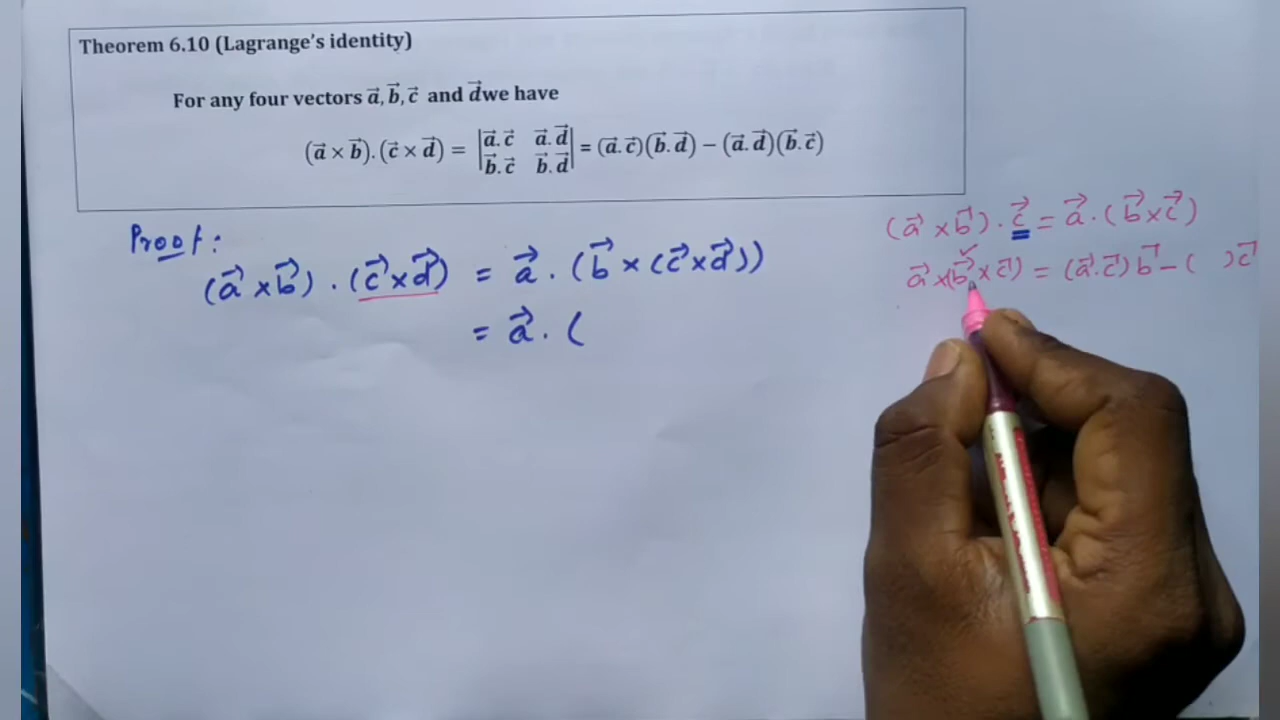 Theorem 6.10 (Lagrange's identity)
For any four vectors a⃗, b⃗, c⃗ and d⃗ we have
(a⃗ × b⃗). (c⃗ × d⃗) = |a⃗. c⃗ a⃗. d⃗|
|b⃗. c⃗ b⃗. d⃗| = (a⃗. c⃗)(b⃗. d⃗) − (a⃗. d⃗)(b⃗. c⃗)
Proof:
(a⃗ × b⃗) . (c⃗ × d⃗) = a⃗ . (b⃗ × (c⃗ × d⃗))
= a⃗ . (
(a⃗ × b⃗) . c⃗ = a⃗ . (b⃗ × c⃗)
a⃗ × (b⃗ × c⃗) = (a⃗. c⃗) b⃗ − ( ) c⃗